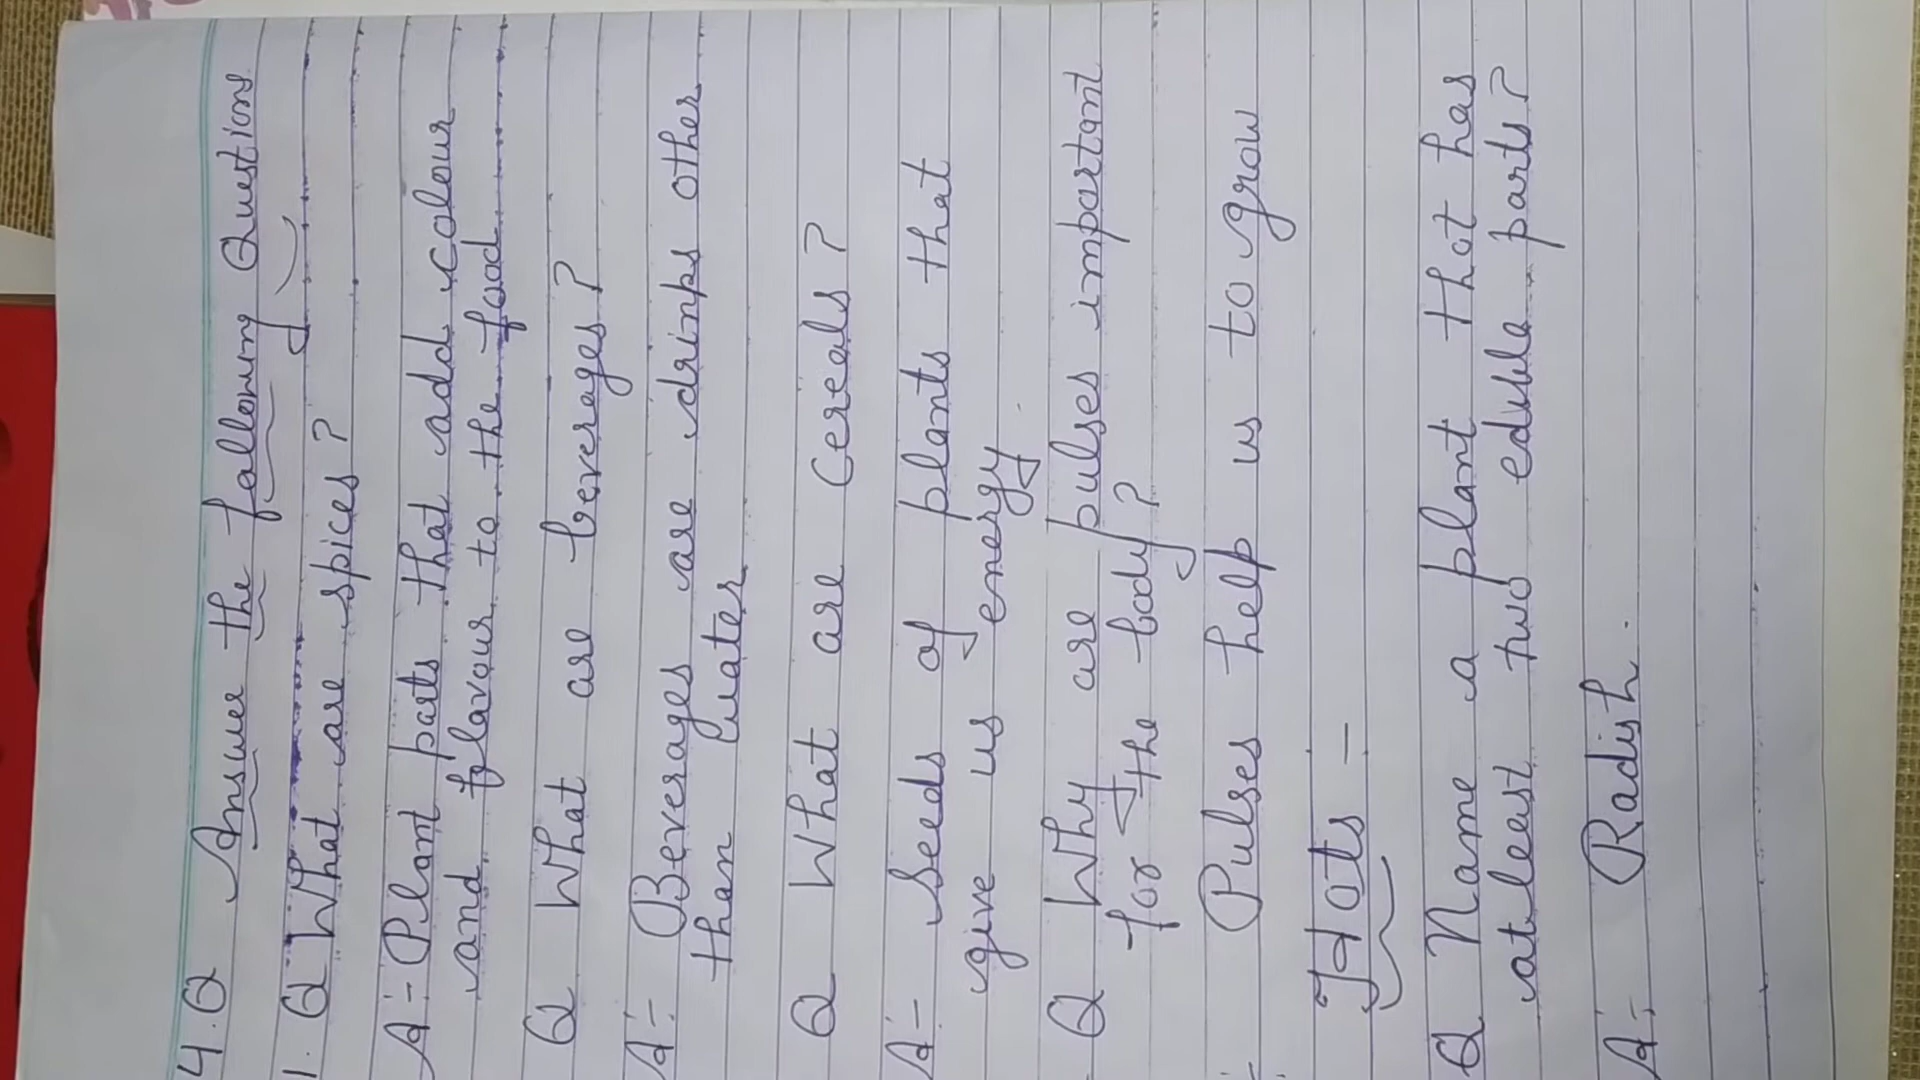 4. Q Answer the following Questions
1. Q What are spices?
A:- Plant parts that add colour
and flavour to the food
Q What are beverages?
A:- Beverages are drinps other
than water
Q What are Cereals?
A:- Seeds of plants that
give us energy
Q Why are pulses important
for the body?
Pulses help us to grow
Hots -
Q Name a plant that has
atleest two edible parts?
A:- Radish.